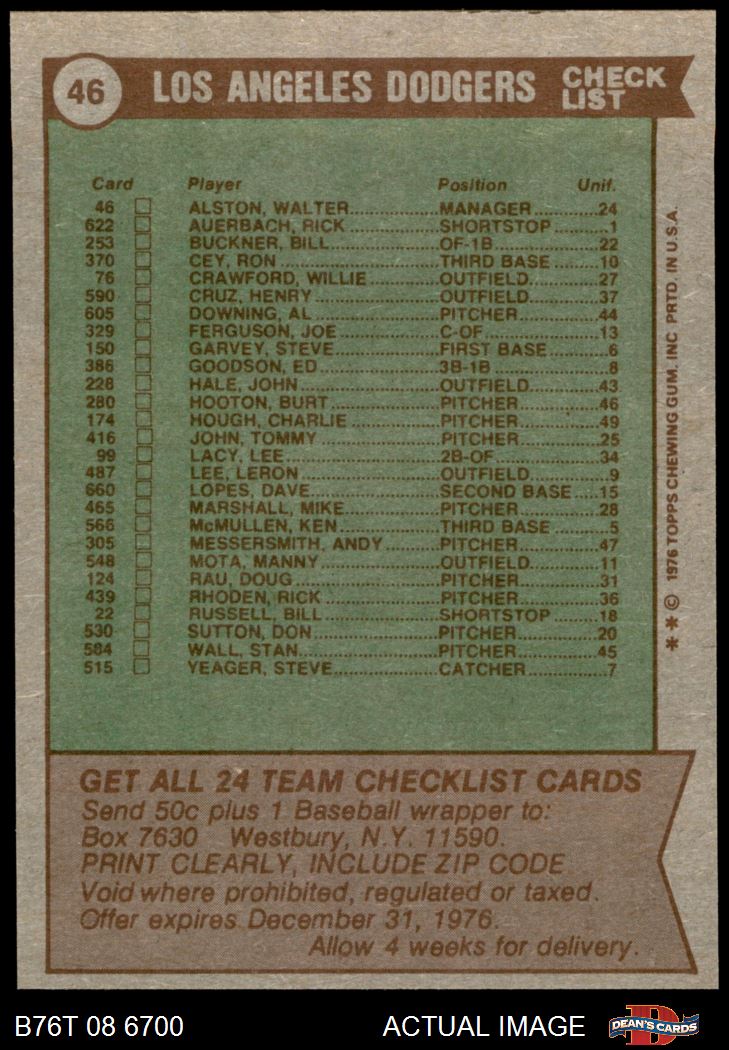 46 LOS ANGELES DODGERS CHECK LIST
Card Player Position Unif.
46 ALSTON, WALTER MANAGER 24
622 AUERBACH, RICK SHORTSTOP 1
253 BUCKNER, BILL OF-1B 22
370 CEY, RON THIRD BASE 10
76 CRAWFORD, WILLIE OUTFIELD 27
590 CRUZ, HENRY OUTFIELD 37
605 DOWNING, AL PITCHER 44
329 FERGUSON, JOE C-OF 13
150 GARVEY, STEVE FIRST BASE 6
386 GOODSON, ED 3B-1B 8
228 HALE, JOHN OUTFIELD 43
280 HOOTON, BURT PITCHER 46
174 HOUGH, CHARLIE PITCHER 49
416 JOHN, TOMMY PITCHER 25
99 LACY, LEE 2B-OF 34
487 LEE, LERON OUTFIELD 9
660 LOPES, DAVE SECOND BASE 15
465 MARSHALL, MIKE PITCHER 28
566 McMULLEN, KEN THIRD BASE 5
305 MESSERSMITH, ANDY PITCHER 47
548 MOTA, MANNY OUTFIELD 11
124 RAU, DOUG PITCHER 31
439 RHODEN, RICK PITCHER 36
22 RUSSELL, BILL SHORTSTOP 18
530 SUTTON, DON PITCHER 20
584 WALL, STAN PITCHER 45
515 YEAGER, STEVE CATCHER 7
**© 1976 TOPPS CHEWING GUM, INC PRTD. IN U.S.A.
GET ALL 24 TEAM CHECKLIST CARDS
Send 50c plus 1 Baseball wrapper to:
Box 7630 Westbury, N.Y. 11590.
PRINT CLEARLY, INCLUDE ZIP CODE
Void where prohibited, regulated or taxed.
Offer expires December 31, 1976.
Allow 4 weeks for delivery.
B76T 08 6700 ACTUAL IMAGE DEAN'S CARDS